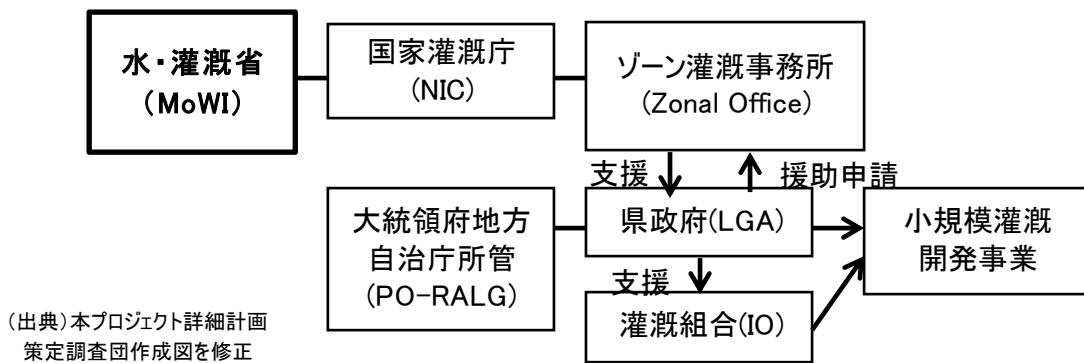 水・灌漑省
(MoWI)
国家灌漑庁
(NIC)
ゾーン灌漑事務所
(Zonal Office)
支援
援助申請
大統領府地方
自治庁所管
(PO-RALG)
県政府(LGA)
小規模灌漑
開発事業
支援
灌漑組合(IO)
(出典)本プロジェクト詳細計画
策定調査団作成図を修正